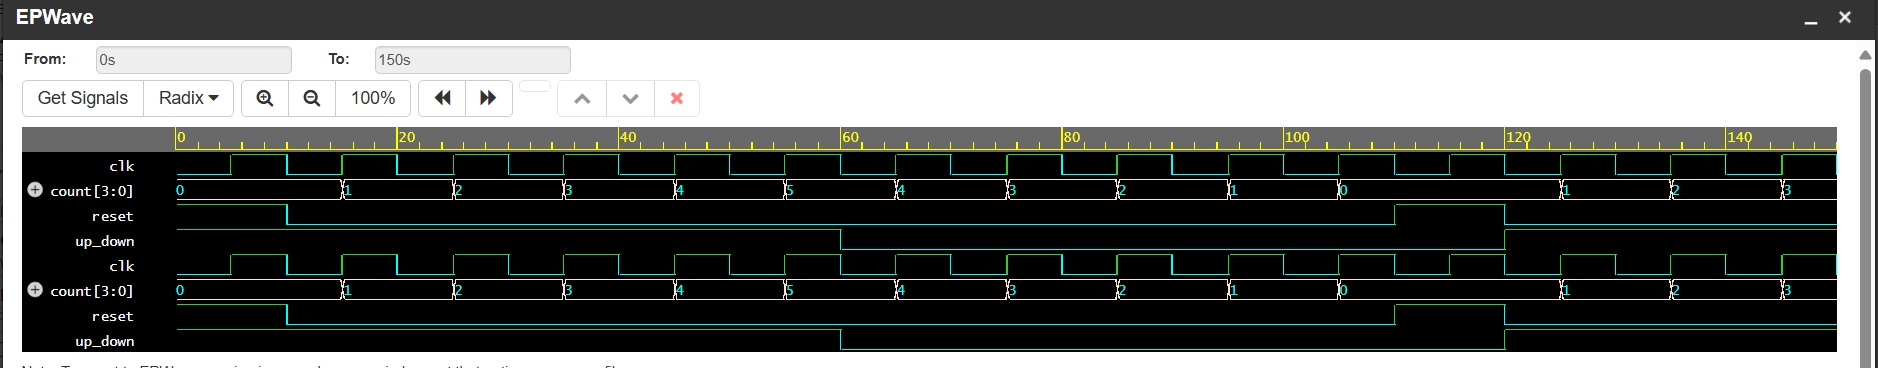 EPWave
From: 0s To: 150s
Get Signals Radix 100%
0 20 40 60 80 100 120 140
clk
count[3:0] 0 1 2 3 4 5 4 3 2 1 0 1 2 3
reset
up_down
clk
count[3:0] 0 1 2 3 4 5 4 3 2 1 0 1 2 3
reset
up_down